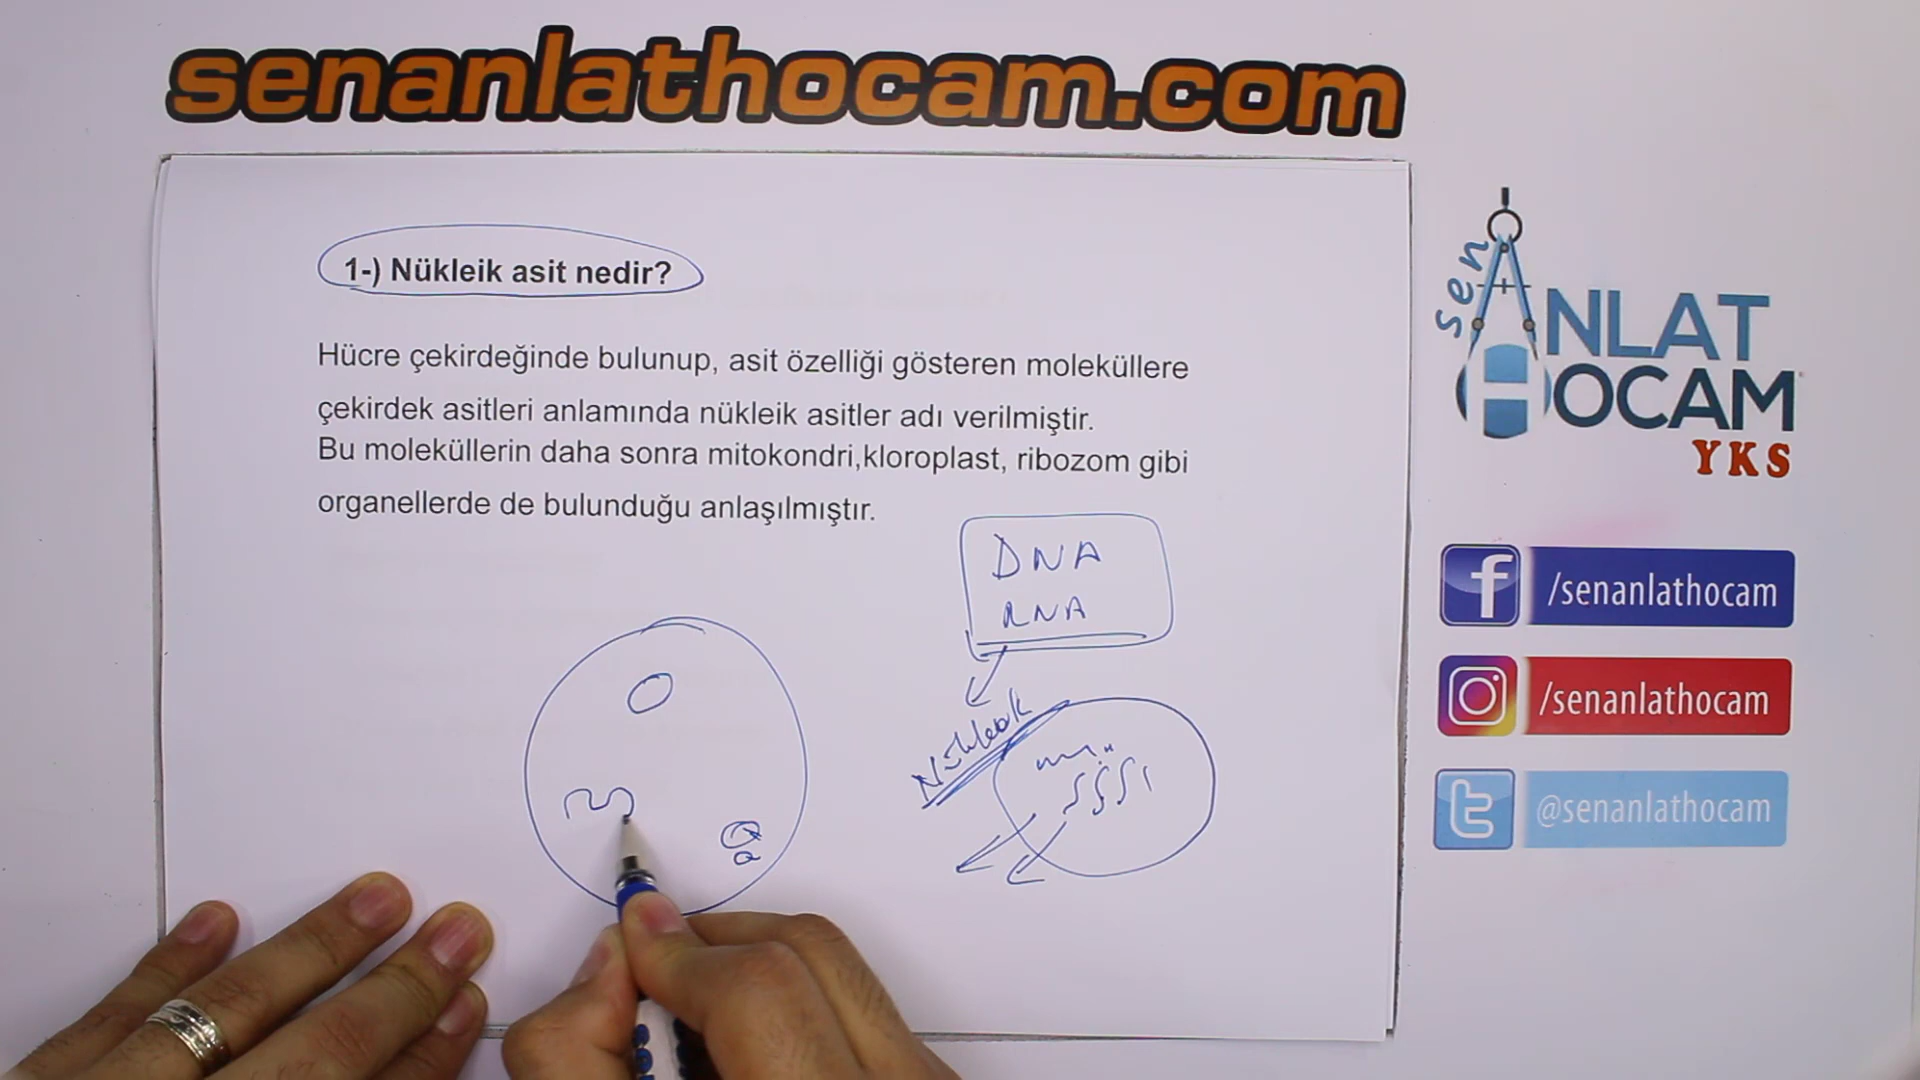 senanlathocam.com
1-) Nükleik asit nedir?
Hücre çekirdeğinde bulunup, asit özelliği gösteren moleküllere
çekirdek asitleri anlamında nükleik asitler adı verilmiştir.
Bu moleküllerin daha sonra mitokondri,kloroplast, ribozom gibi
organellerde de bulunduğu anlaşılmıştır.
DNA
RNA
sen
ANLAT
HOCAM
YKS
f /senanlathocam
/senanlathocam
t @senanlathocam